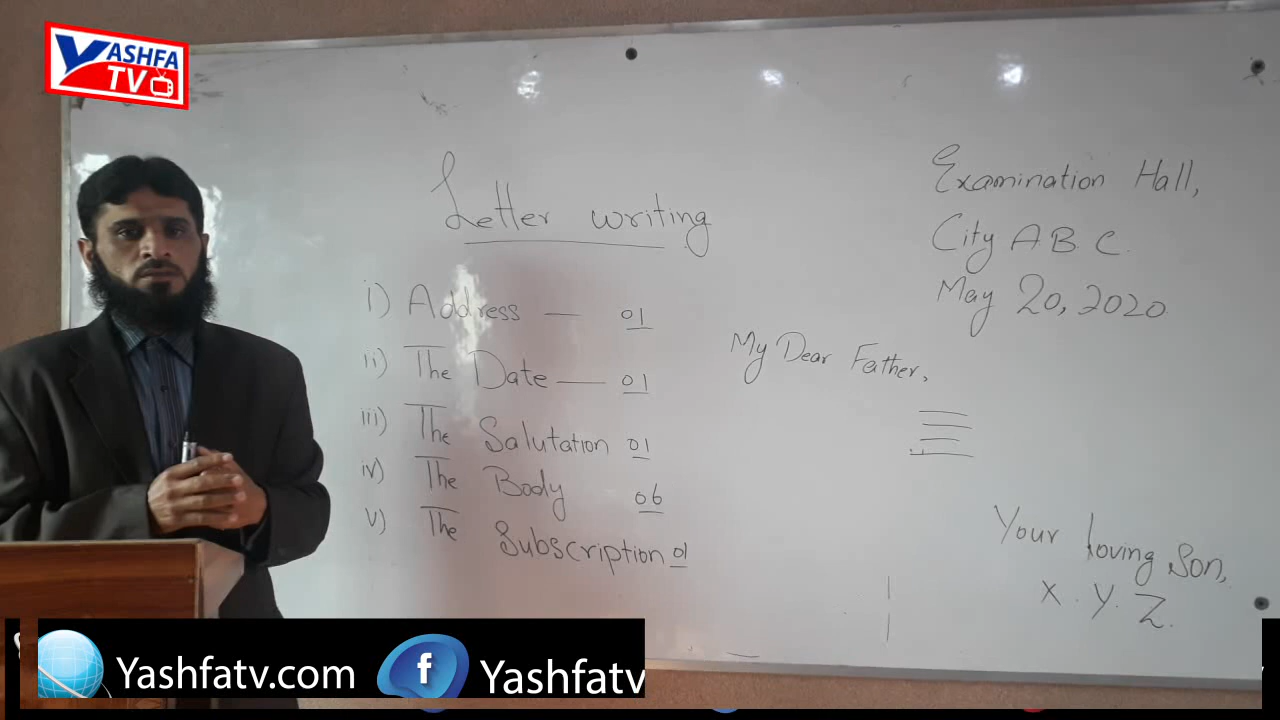 YASHFA
TV
Letter writing
i) Address — 01
ii) The Date — 01
iii) The Salutation 01
iv) The Body 06
v) The Subscription 01
Examination Hall,
City A.B.C.
May 20, 2020
My Dear Father,
Your loving Son,
X.Y.Z.
Yashfatv.com
f
Yashfatv